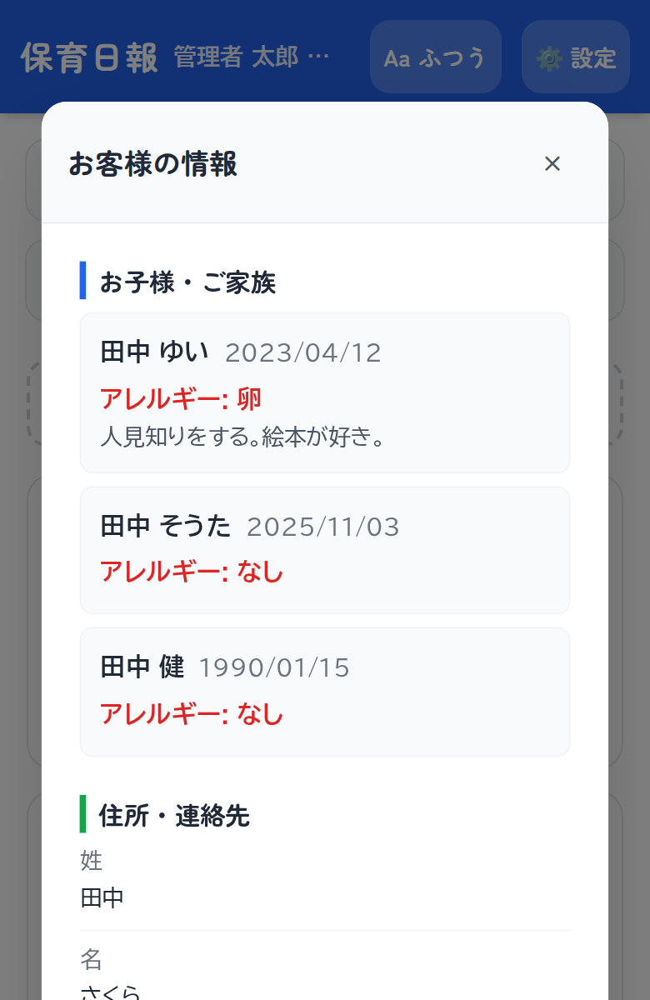 保育日報 管理者 太郎 … Aa ふつう ⚙️ 設定
お客様の情報 ×
お子様・ご家族
田中 ゆい 2023/04/12
アレルギー: 卵
人見知りをする。絵本が好き。
田中 そうた 2025/11/03
アレルギー: なし
田中 健 1990/01/15
アレルギー: なし
住所・連絡先
姓
田中
名
さくら